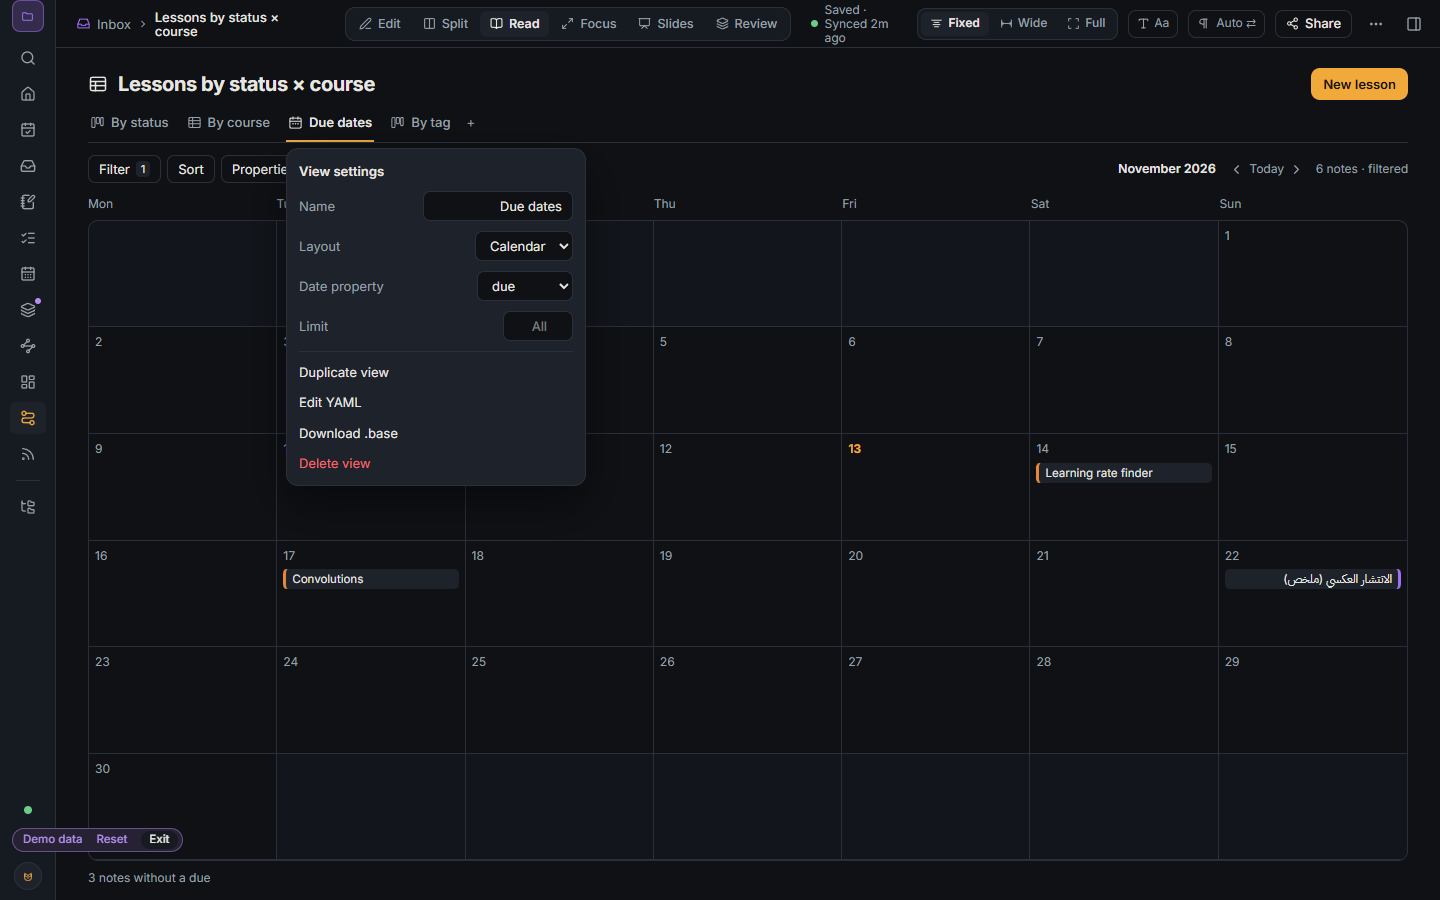 Inbox > Lessons by status ×
course
Edit Split Read Focus Slides Review
Saved ·
Synced 2m
ago
Fixed Wide Full
Aa
Auto
Share
Lessons by status × course
New lesson
By status By course Due dates By tag +
Filter 1 Sort
November 2026 < Today > 6 notes · filtered
Mon Thu Fri Sat Sun
View settings
Name Due dates
Layout Calendar
Date property due
Limit All
Duplicate view
Edit YAML
Download .base
Delete view
1
2 5 6 7 8
9 12 13 14 15
Learning rate finder
16 17 18 19 20 21 22
Convolutions
الانتشار العكسي (ملخص)
23 24 25 26 27 28 29
30
Demo data Reset Exit
3 notes without a due